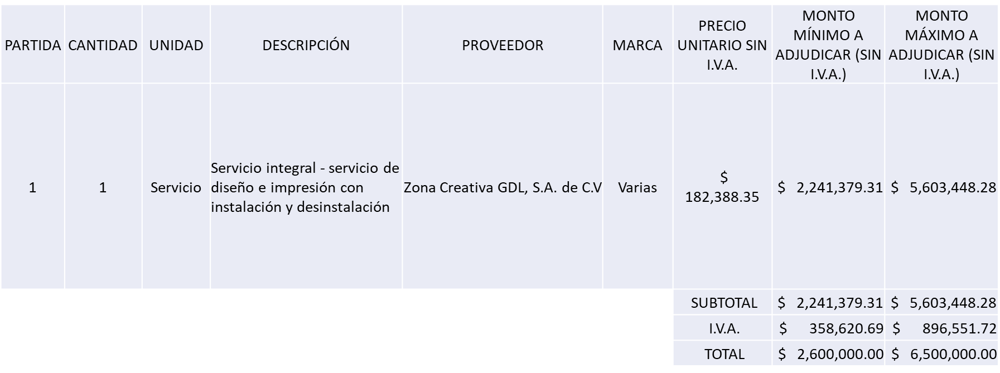 PARTIDA CANTIDAD UNIDAD DESCRIPCIÓN PROVEEDOR MARCA PRECIO UNITARIO SIN I.V.A. MONTO MÍNIMO A ADJUDICAR (SIN I.V.A.) MONTO MÁXIMO A ADJUDICAR (SIN I.V.A.)
1 1 Servicio Servicio integral - servicio de diseño e impresión con instalación y desinstalación Zona Creativa GDL, S.A. de C.V Varias $ 182,388.35 $ 2,241,379.31 $ 5,603,448.28
SUBTOTAL $ 2,241,379.31 $ 5,603,448.28
I.V.A. $ 358,620.69 $ 896,551.72
TOTAL $ 2,600,000.00 $ 6,500,000.00